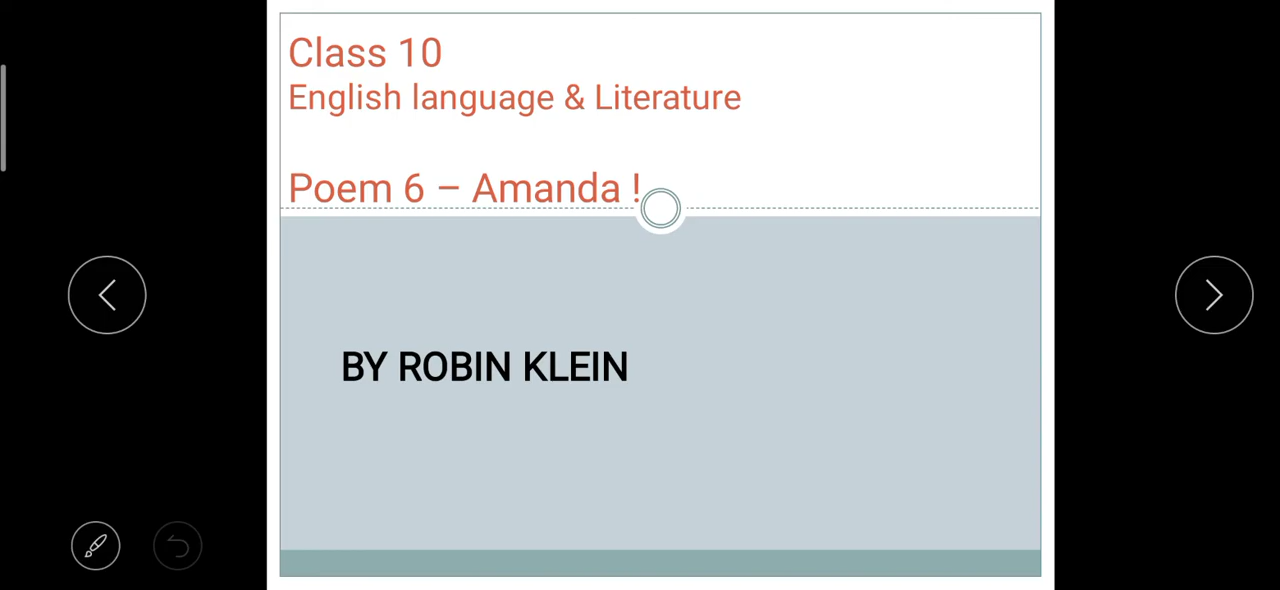 Class 10
English language & Literature
Poem 6 – Amanda !
BY ROBIN KLEIN